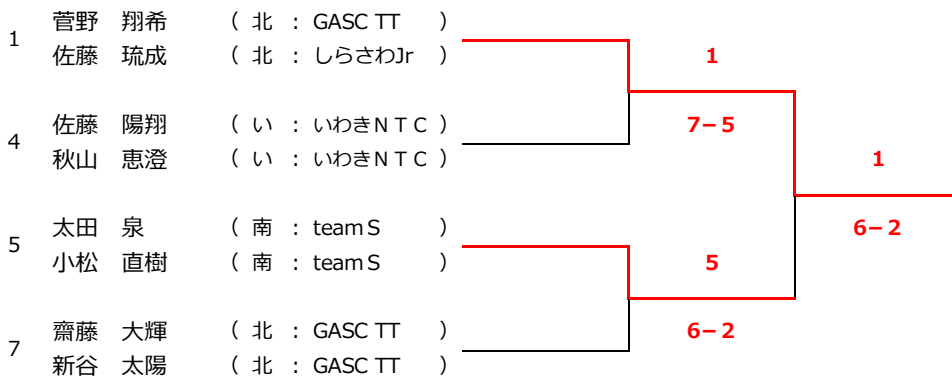 1
菅野 翔希 （ 北 : GASC TT ）
佐藤 琉成 （ 北 : しらさわJr ）
4
佐藤 陽翔 （ い : いわきＮＴＣ ）
秋山 恵澄 （ い : いわきＮＴＣ ）
5
太田 泉 （ 南 : team S ）
小松 直樹 （ 南 : team S ）
7
齋藤 大輝 （ 北 : GASC TT ）
新谷 太陽 （ 北 : GASC TT ）
1
7−5
5
6−2
1
6−2